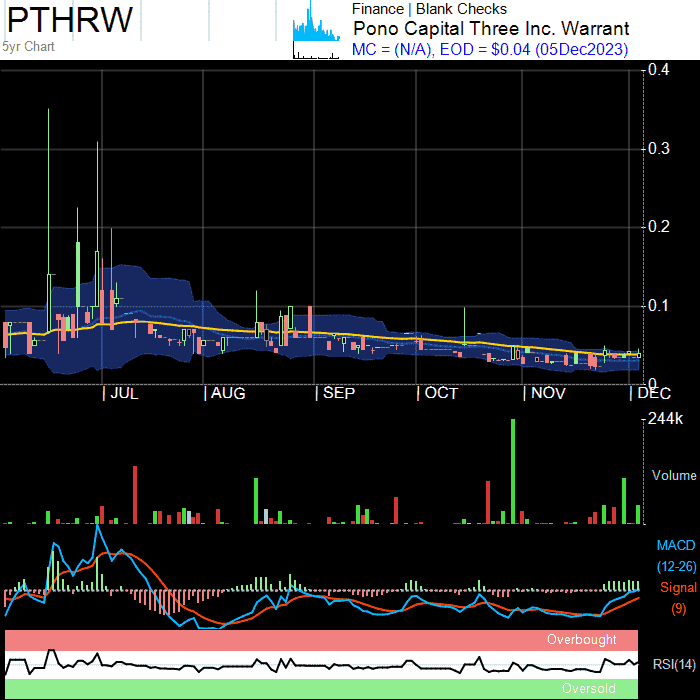 PTHRW
5yr Chart
Finance | Blank Checks
Pono Capital Three Inc. Warrant
MC = (N/A), EOD = $0.04 (05Dec2023)
0.4
0.3
0.2
0.1
0
| JUL | AUG | SEP | OCT | NOV | DEC
244k
Volume
MACD
(12-26)
Signal
(9)
Overbought
RSI(14)
Oversold